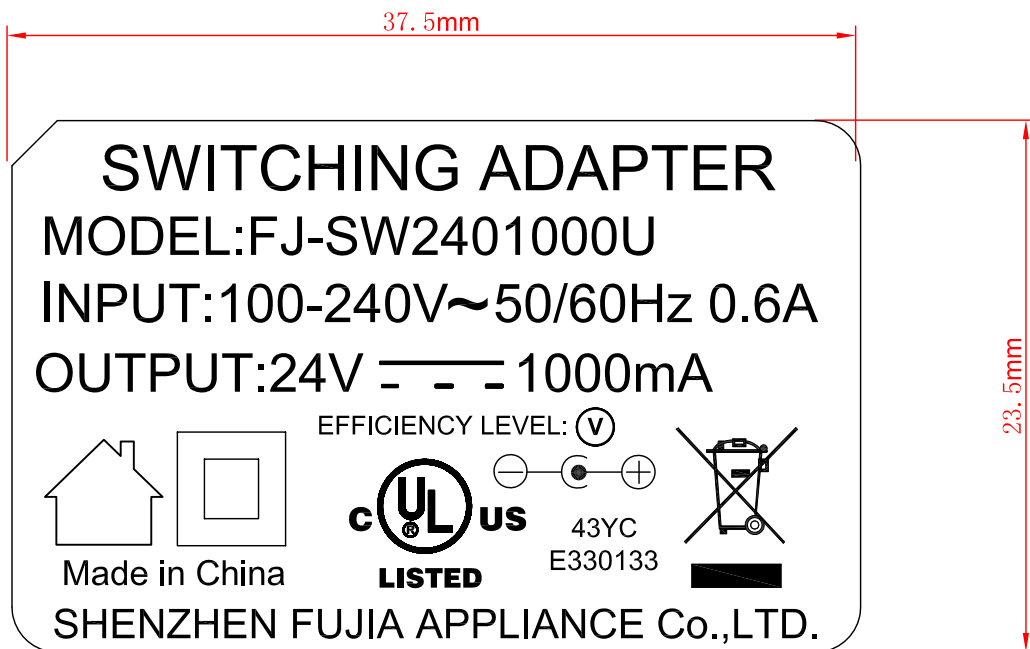 37.5mm
SWITCHING ADAPTER
MODEL:FJ-SW2401000U
INPUT:100-240V~50/60Hz 0.6A
OUTPUT:24V 1000mA
EFFICIENCY LEVEL: V
C UL ® US
LISTED
43YC
E330133
Made in China
SHENZHEN FUJIA APPLIANCE Co.,LTD.
23.5mm